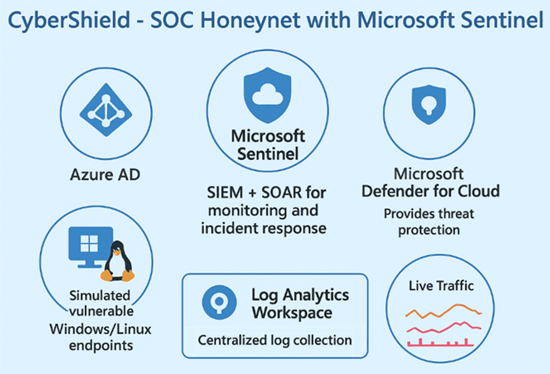 CyberShield - SOC Honeynet with Microsoft Sentinel
Azure AD
Microsoft
Sentinel
SIEM + SOAR for
monitoring and
incident response
Microsoft
Defender for Cloud
Provides threat
protection
Simulated
vulnerable
Windows/Linux
endpoints
Log Analytics
Workspace
Centralized log collection
Live Traffic